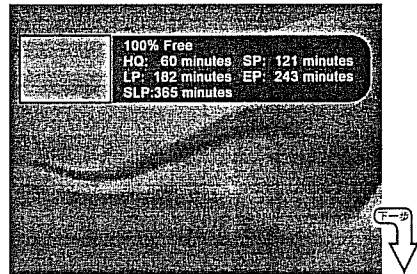 100% Free
HQ: 60 minutes SP: 121 minutes
LP: 182 minutes EP: 243 minutes
SLP:365 minutes
下一步